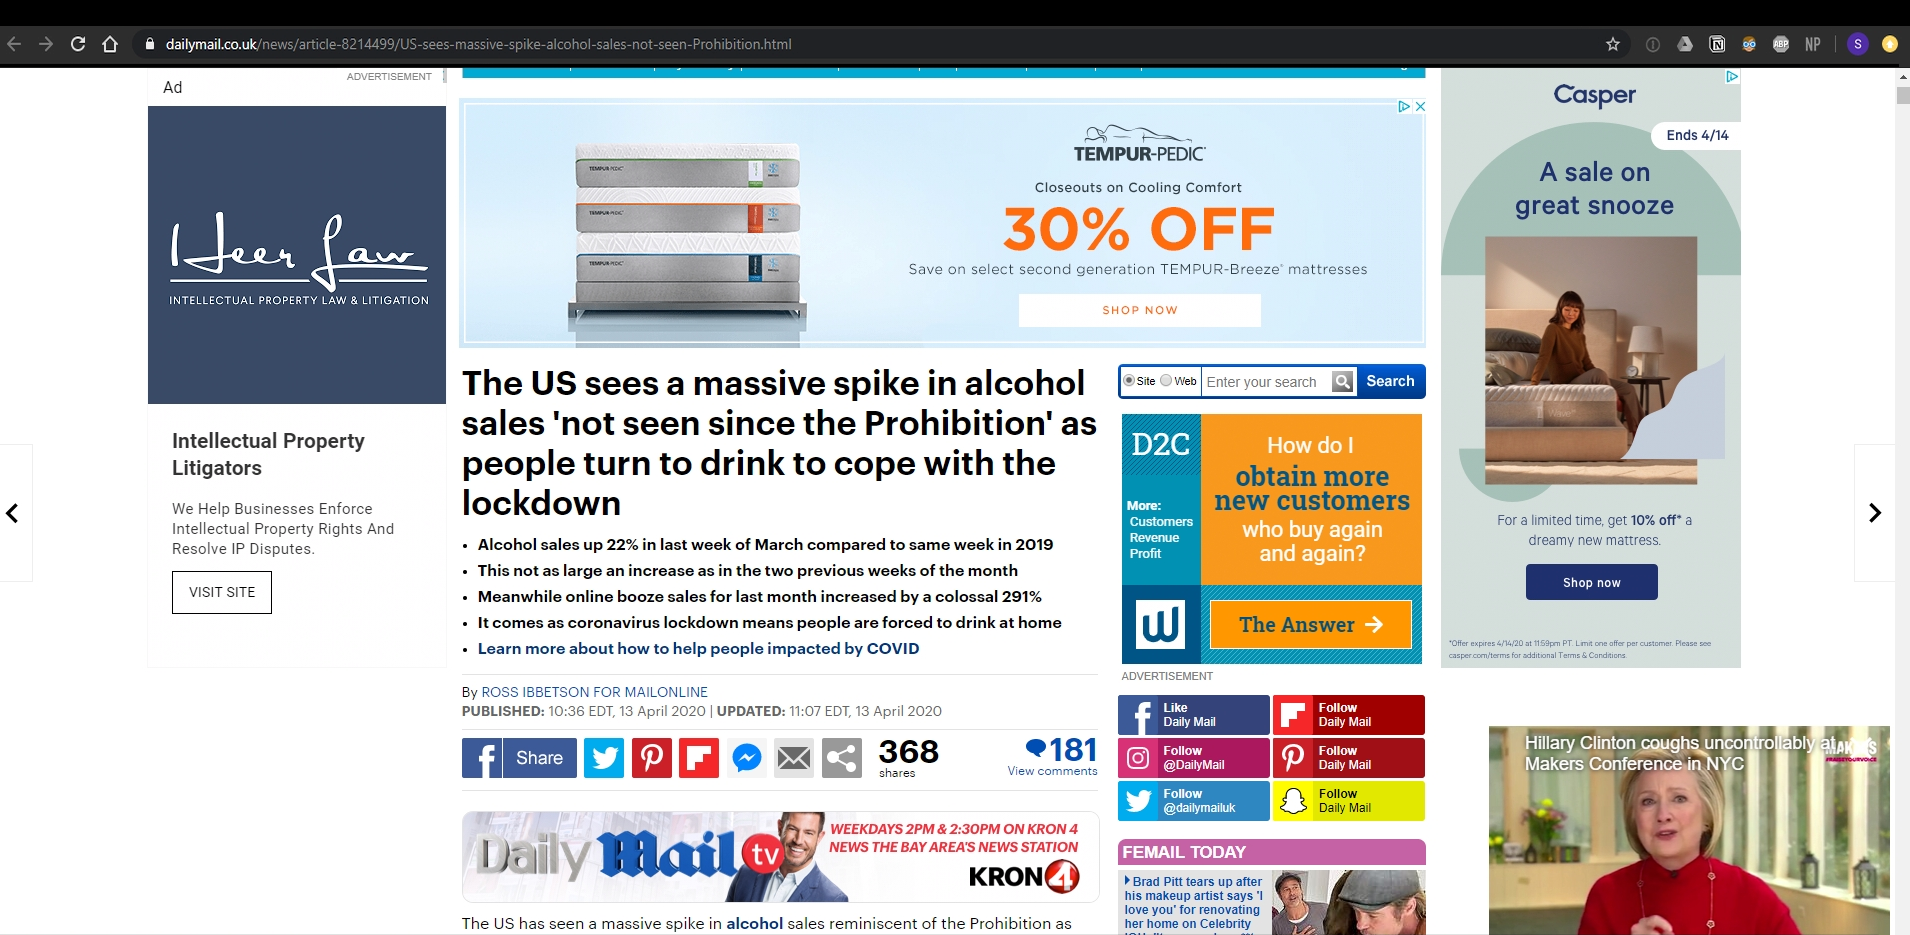 dailymail.co.uk/news/article-8214499/US-sees-massive-spike-alcohol-sales-not-seen-Prohibition.html
ABP
NP
S
ADVERTISEMENT
Ad
Heer Law
INTELLECTUAL PROPERTY LAW & LITIGATION
Intellectual Property
Litigators
We Help Businesses Enforce
Intellectual Property Rights And
Resolve IP Disputes.
VISIT SITE
TEMPUR-PEDIC
TEMPUR-PEDIC
TEMPUR-PEDIC
TEMPUR-PEDIC
Closeouts on Cooling Comfort
30% OFF
Save on select second generation TEMPUR-Breeze® mattresses
SHOP NOW
Casper
Ends 4/14
A sale on
great snooze
For a limited time, get 10% off* a
dreamy new mattress.
Shop now
*Offer expires 4/14/20 at 11:59pm PT. Limit one offer per customer. Please see
casper.com/terms for additional Terms & Conditions.
The US sees a massive spike in alcohol
sales 'not seen since the Prohibition' as
people turn to drink to cope with the
lockdown
• Alcohol sales up 22% in last week of March compared to same week in 2019
• This not as large an increase as in the two previous weeks of the month
• Meanwhile online booze sales for last month increased by a colossal 291%
• It comes as coronavirus lockdown means people are forced to drink at home
• Learn more about how to help people impacted by COVID
By ROSS IBBETSON FOR MAILONLINE
PUBLISHED: 10:36 EDT, 13 April 2020 | UPDATED: 11:07 EDT, 13 April 2020
Share
368
shares
181
View comments
Daily Mail tv
WEEKDAYS 2PM & 2:30PM ON KRON 4
NEWS THE BAY AREA'S NEWS STATION
KRON4
The US has seen a massive spike in alcohol sales reminiscent of the Prohibition as
Site Web Enter your search Search
D2C
More:
Customers
Revenue
Profit
How do I
obtain more
new customers
who buy again
and again?
The Answer →
ADVERTISEMENT
Like
Daily Mail
Follow
Daily Mail
Follow
@DailyMail
Follow
Daily Mail
Follow
@dailymailuk
Follow
Daily Mail
FEMAIL TODAY
Brad Pitt tears up after
his makeup artist says 'I
love you' for renovating
her home on Celebrity
Hillary Clinton coughs uncontrollably at
Makers Conference in NYC
MAKERS
#RAISEYOURVOICE